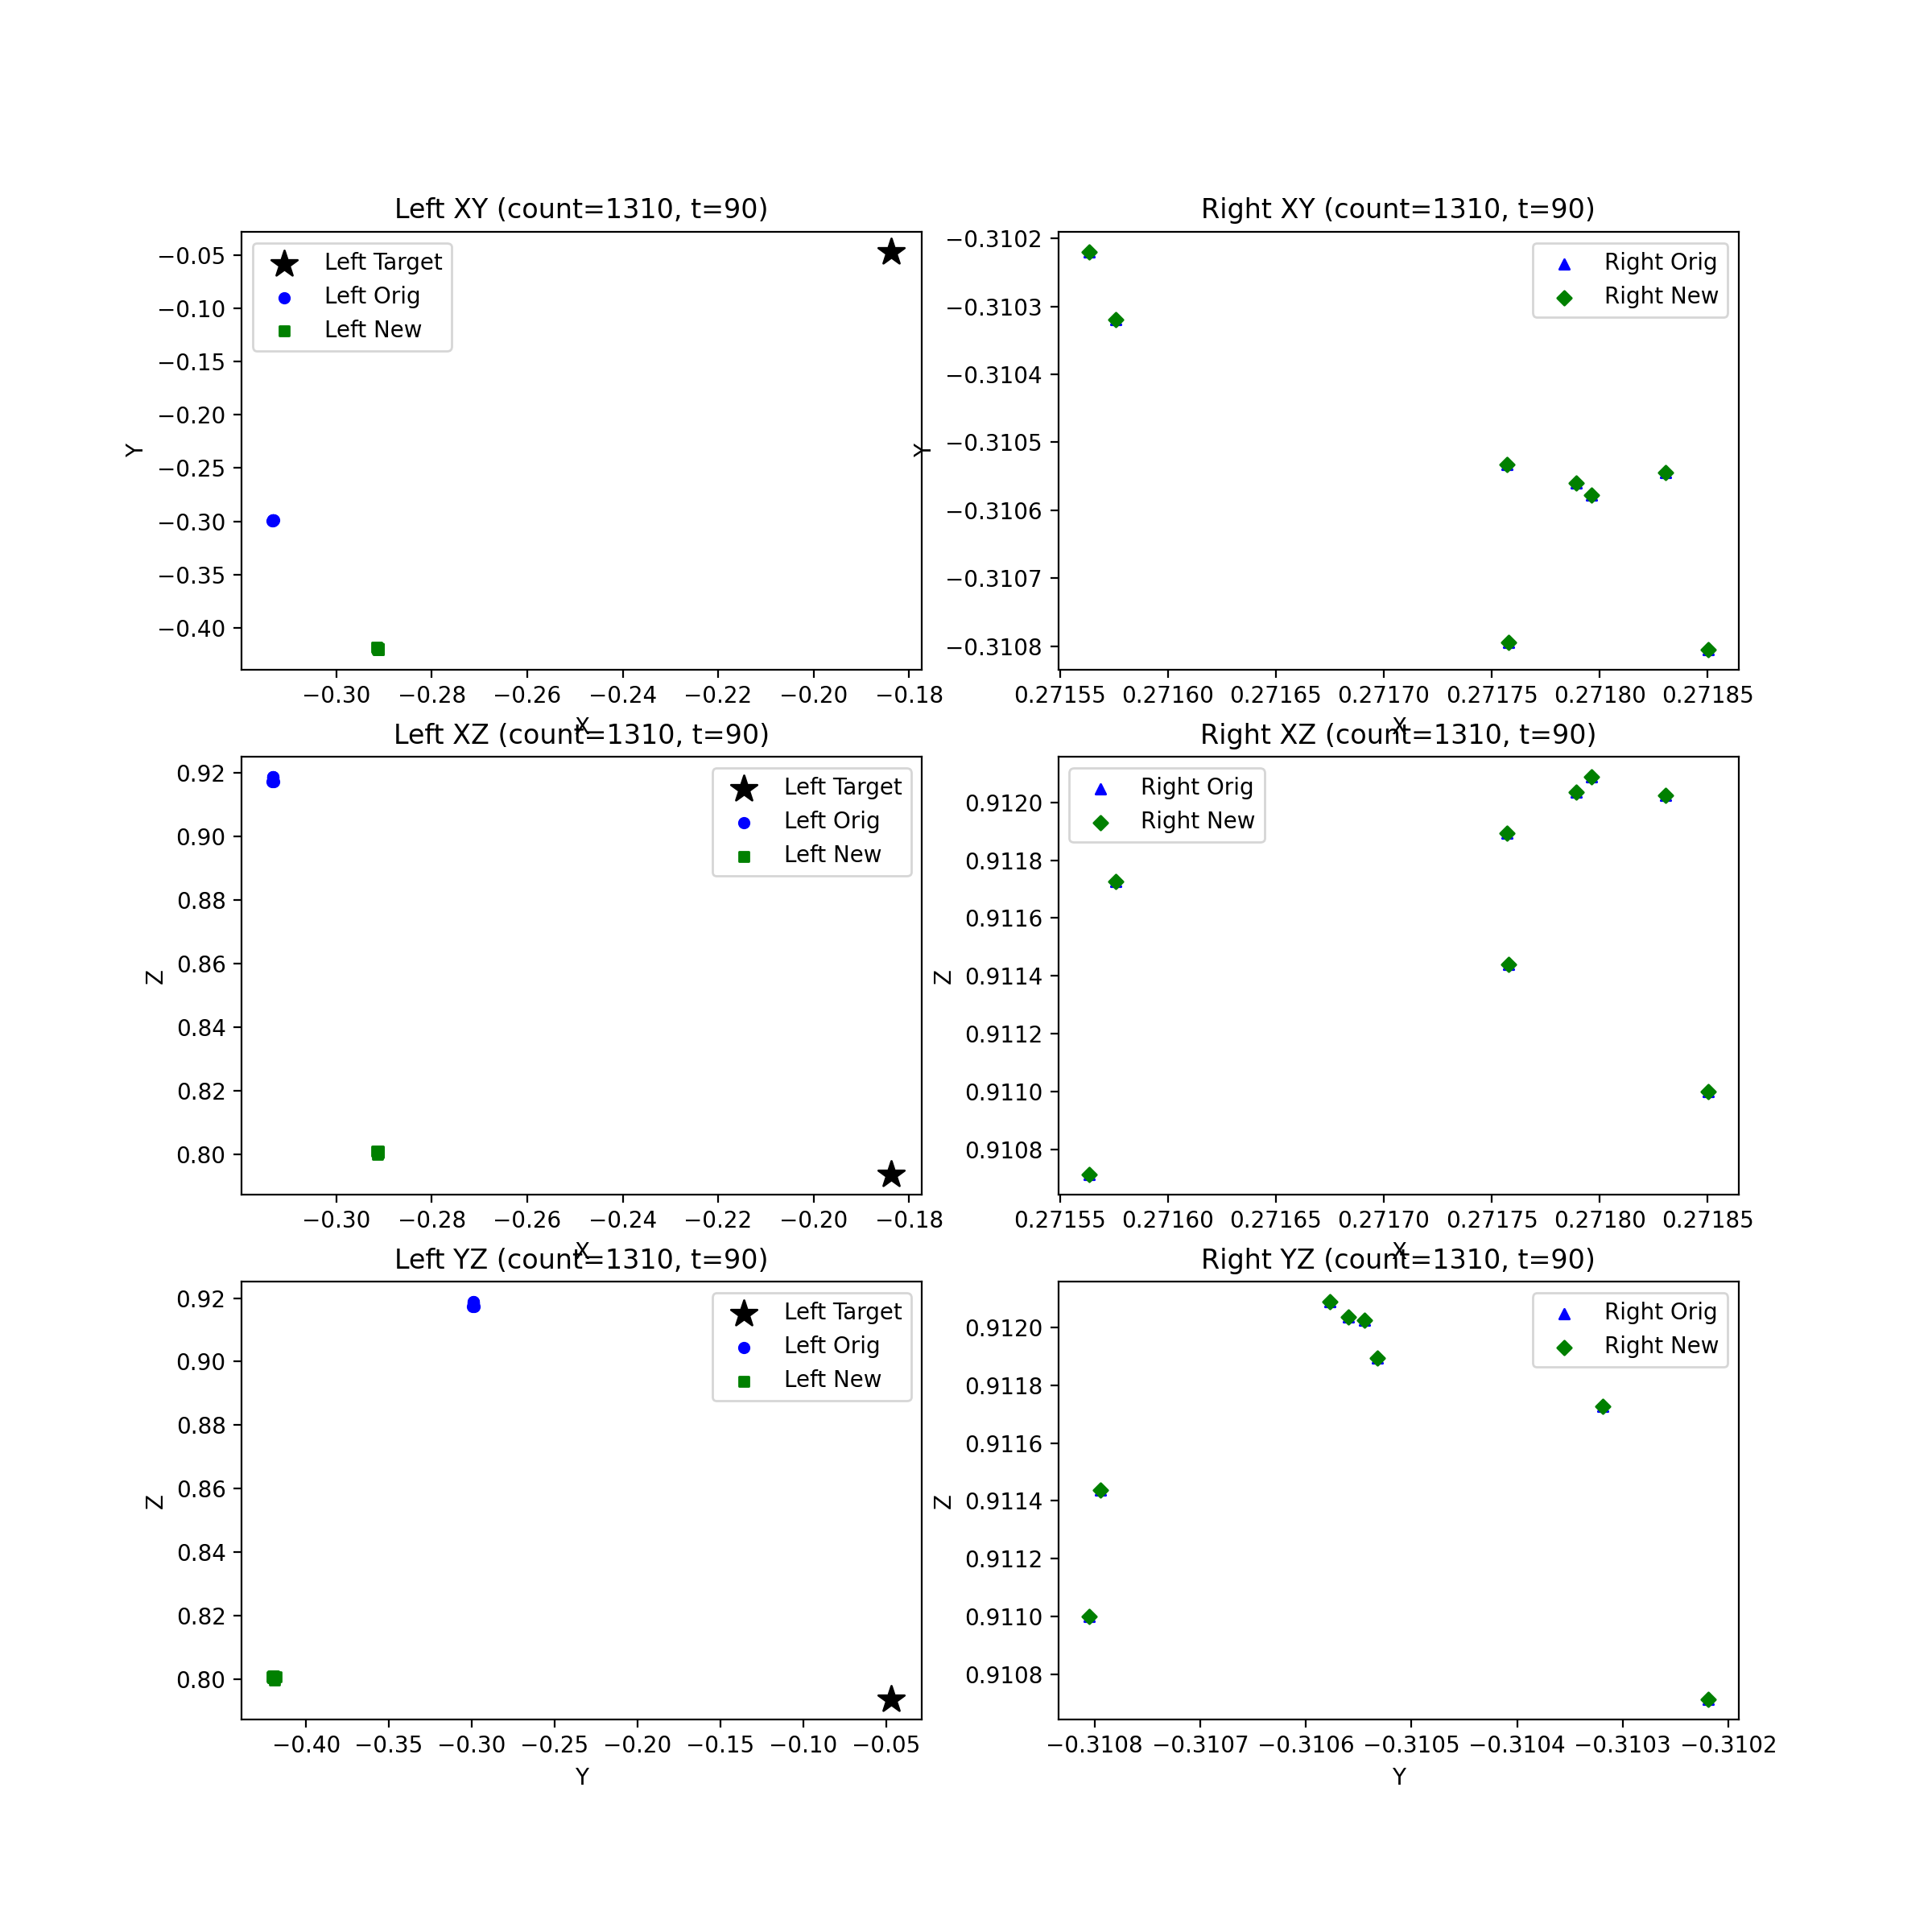 Left XY (count=1310, t=90)
Left Target
Left Orig
Left New
−0.05
−0.10
−0.15
−0.20
−0.25
−0.30
−0.35
−0.40
Y
−0.30 −0.28 −0.26 −0.24 −0.22 −0.20 −0.18
X
Right XY (count=1310, t=90)
Right Orig
Right New
−0.3102
−0.3103
−0.3104
−0.3105
−0.3106
−0.3107
−0.3108
Y
0.27155 0.27160 0.27165 0.27170 0.27175 0.27180 0.27185
X
Left XZ (count=1310, t=90)
Left Target
Left Orig
Left New
0.92
0.90
0.88
0.86
0.84
0.82
0.80
Z
−0.30 −0.28 −0.26 −0.24 −0.22 −0.20 −0.18
X
Right XZ (count=1310, t=90)
Right Orig
Right New
0.9120
0.9118
0.9116
0.9114
0.9112
0.9110
0.9108
Z
0.27155 0.27160 0.27165 0.27170 0.27175 0.27180 0.27185
X
Left YZ (count=1310, t=90)
Left Target
Left Orig
Left New
0.92
0.90
0.88
0.86
0.84
0.82
0.80
Z
−0.40 −0.35 −0.30 −0.25 −0.20 −0.15 −0.10 −0.05
Y
Right YZ (count=1310, t=90)
Right Orig
Right New
0.9120
0.9118
0.9116
0.9114
0.9112
0.9110
0.9108
Z
−0.3108 −0.3107 −0.3106 −0.3105 −0.3104 −0.3103 −0.3102
Y